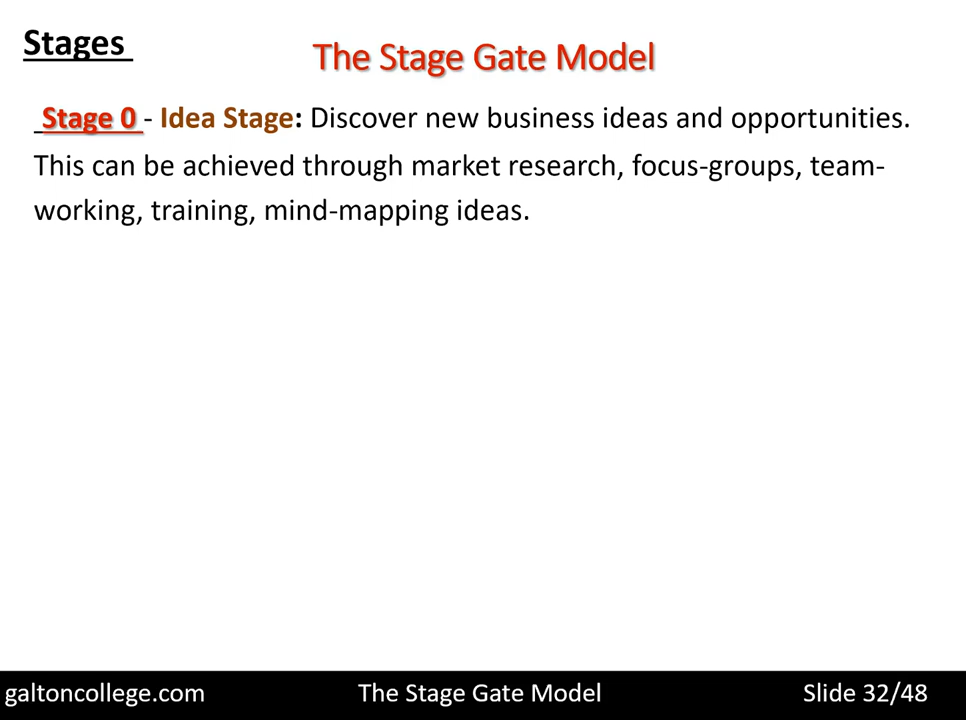 Stages
The Stage Gate Model
Stage 0 - Idea Stage: Discover new business ideas and opportunities.
This can be achieved through market research, focus-groups, team-
working, training, mind-mapping ideas.
galtoncollege.com The Stage Gate Model Slide 32/48